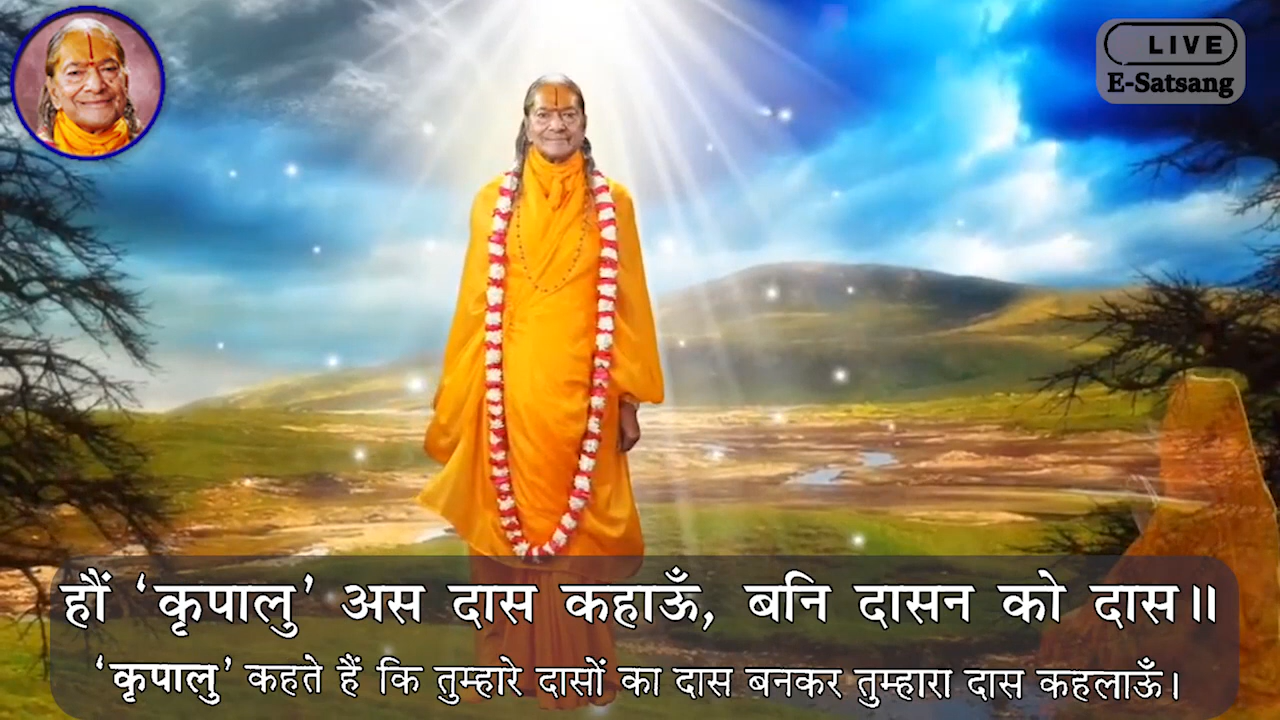 LIVE
E-Satsang
हौं ‘कृपालु’ अस दास कहाऊँ, बनि दासन को दास॥
‘कृपालु’ कहते हैं कि तुम्हारे दासों का दास बनकर तुम्हारा दास कहलाऊँ।